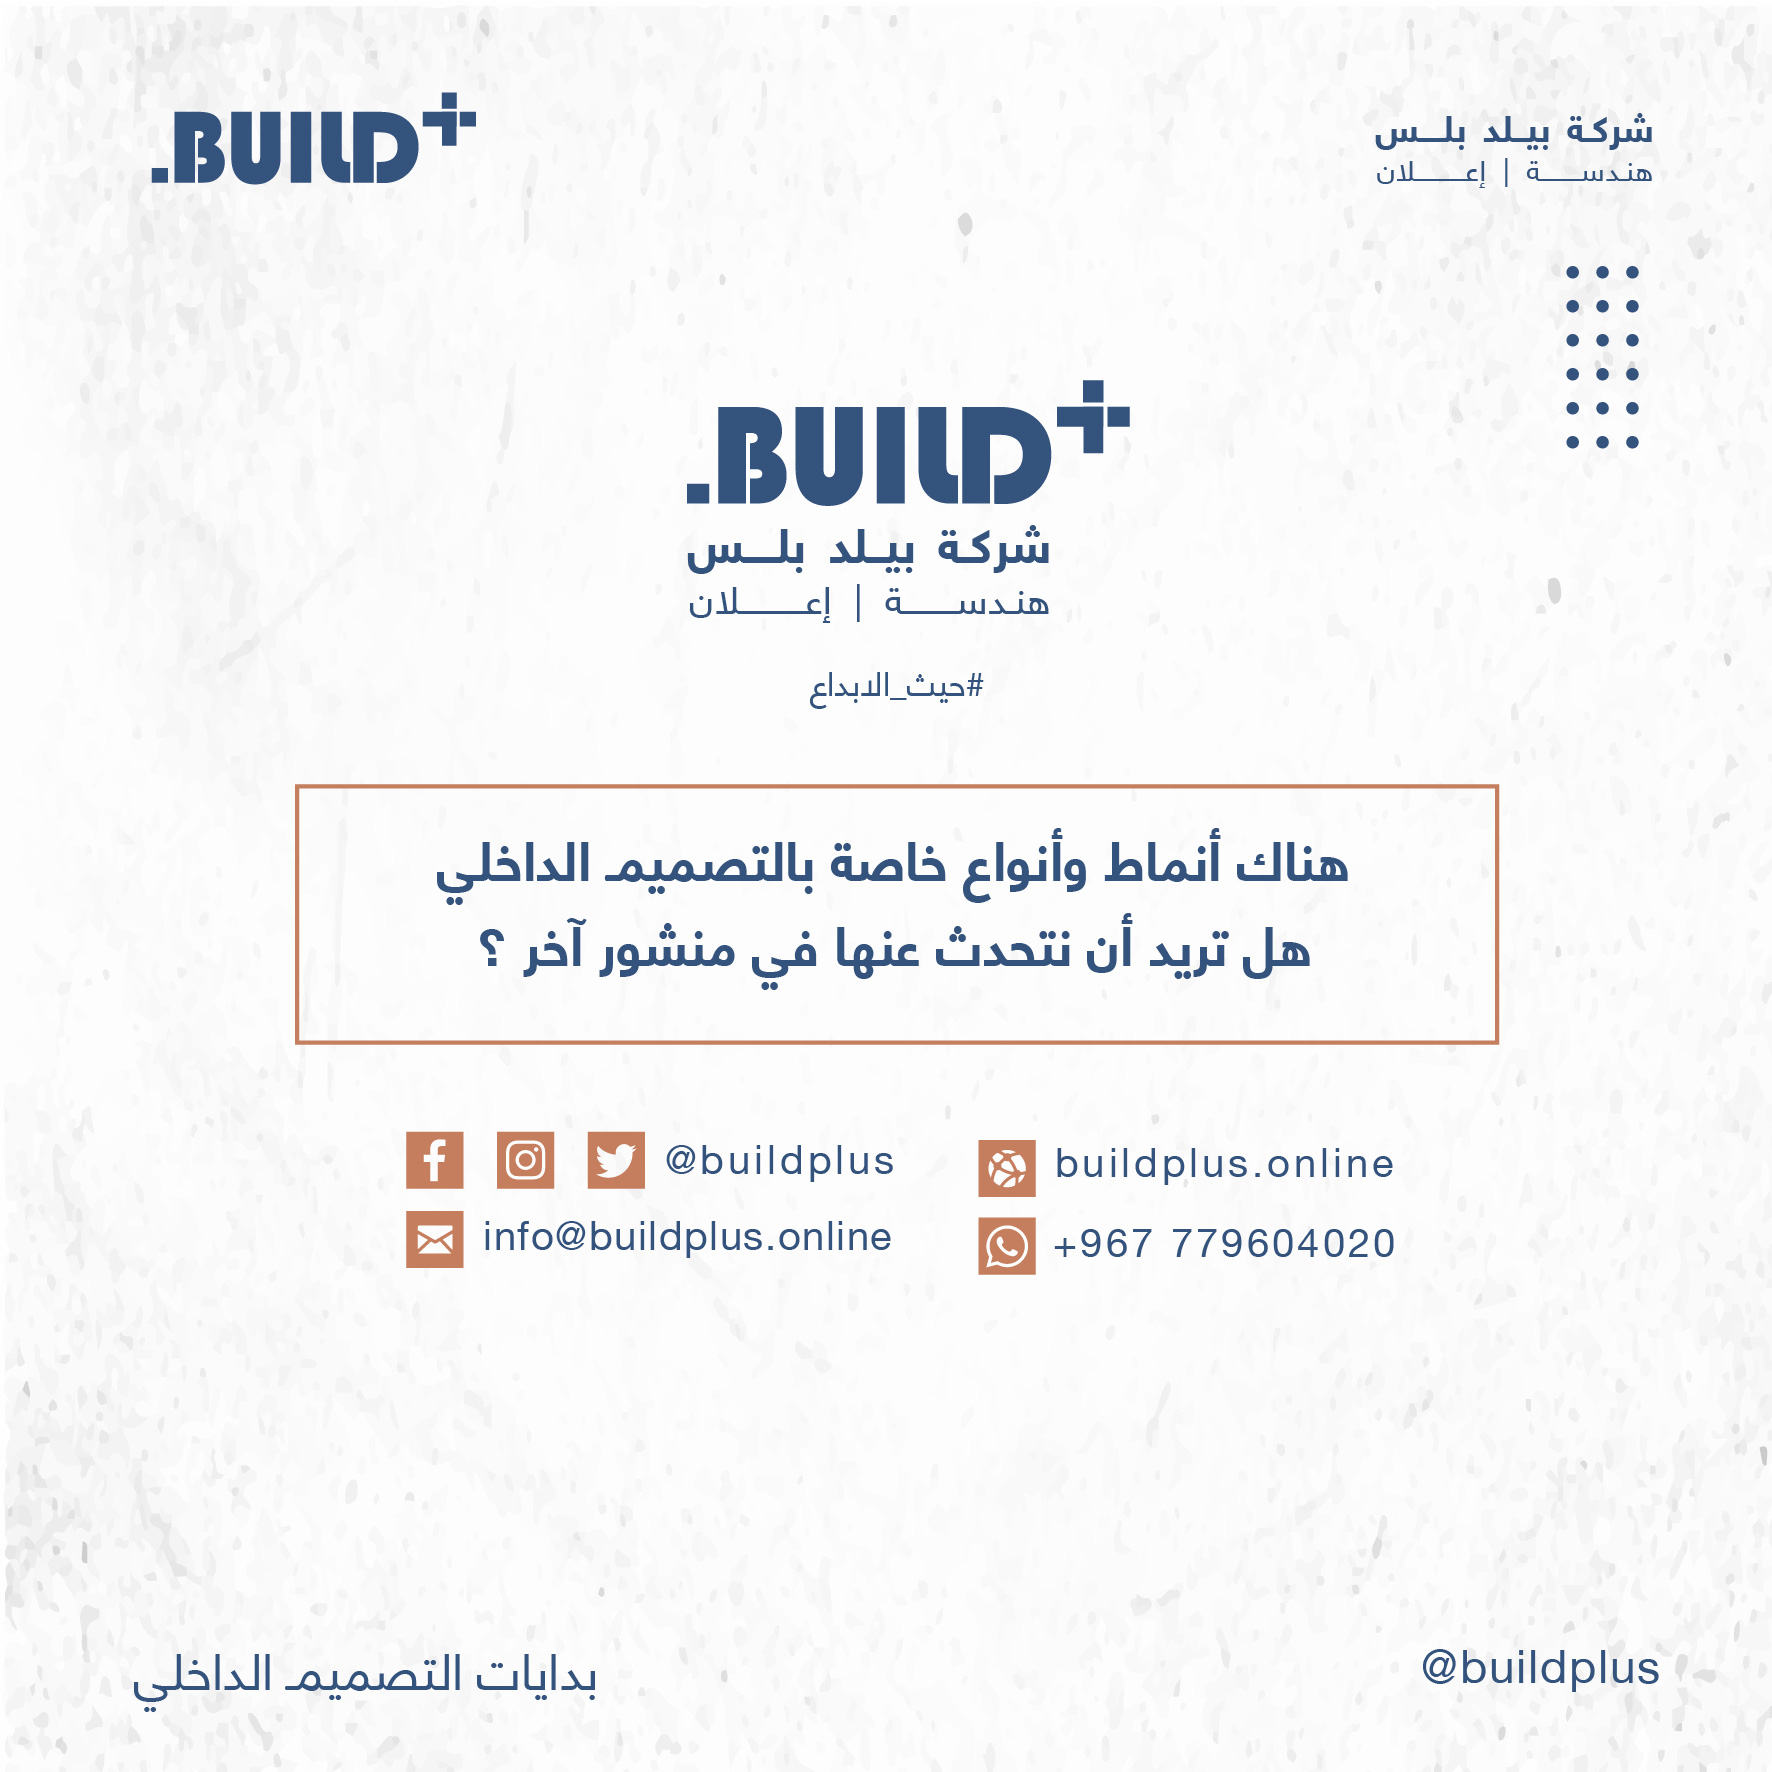 .BUILD+
شركة بيلد بلس
هندسة | إعلان
.BUILD+
شركة بيلد بلس
هندسة | إعلان
#حيث_الابداع
هناك أنماط وأنواع خاصة بالتصميم الداخلي
هل تريد أن نتحدث عنها في منشور آخر ؟
@buildplus
buildplus.online
info@buildplus.online
+967 779604020
بدايات التصميم الداخلي
@buildplus